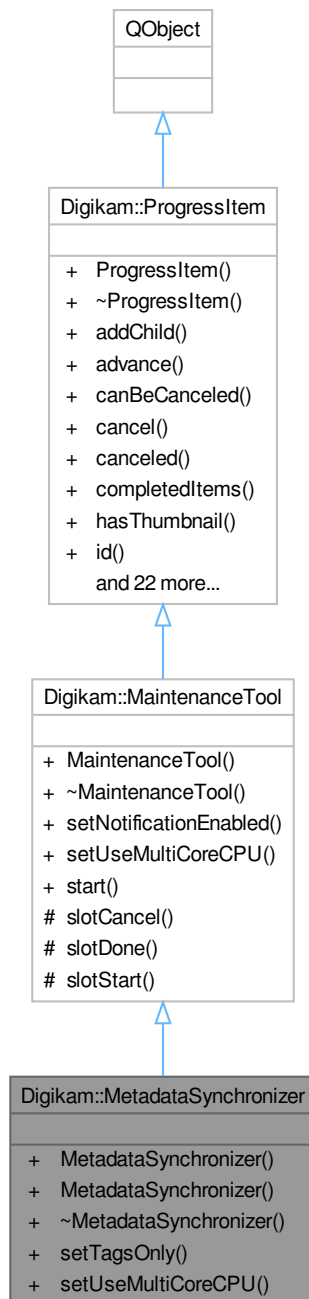 QObject
Digikam::ProgressItem
+ ProgressItem()
+ ~ProgressItem()
+ addChild()
+ advance()
+ canBeCanceled()
+ cancel()
+ canceled()
+ completedItems()
+ hasThumbnail()
+ id()
and 22 more...
Digikam::MaintenanceTool
+ MaintenanceTool()
+ ~MaintenanceTool()
+ setNotificationEnabled()
+ setUseMultiCoreCPU()
+ start()
# slotCancel()
# slotDone()
# slotStart()
Digikam::MetadataSynchronizer
+ MetadataSynchronizer()
+ MetadataSynchronizer()
+ ~MetadataSynchronizer()
+ setTagsOnly()
+ setUseMultiCoreCPU()